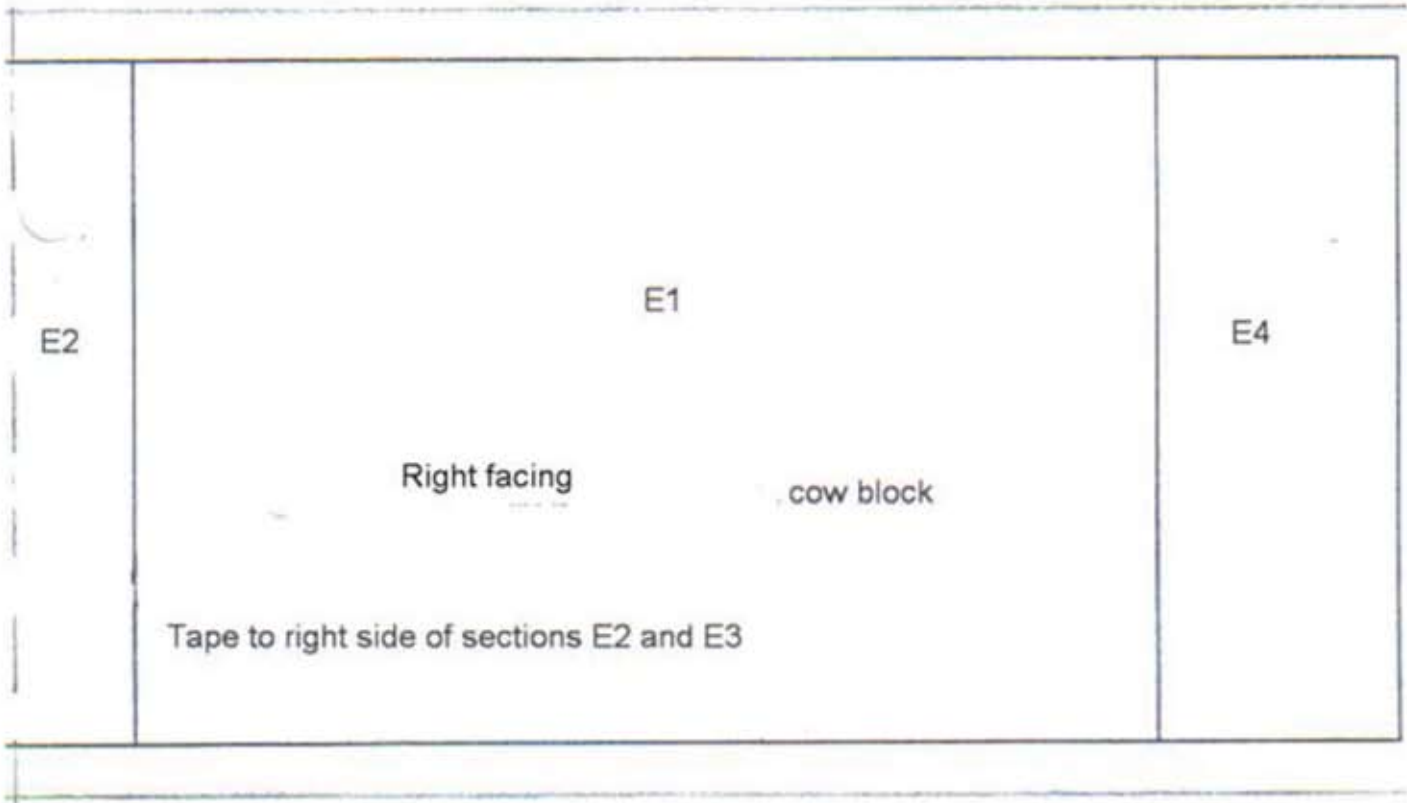 E1
E2
E4
Right facing
cow block
Tape to right side of sections E2 and E3